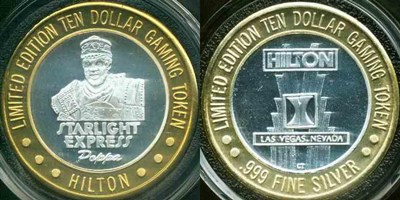 LIMITED EDITION TEN DOLLAR GAMING TOKEN
STARLIGHT
EXPRESS
Poppa
HILTON
LIMITED EDITION TEN DOLLAR GAMING TOKEN
HILTON
LAS VEGAS, NEVADA
.999 FINE SILVER